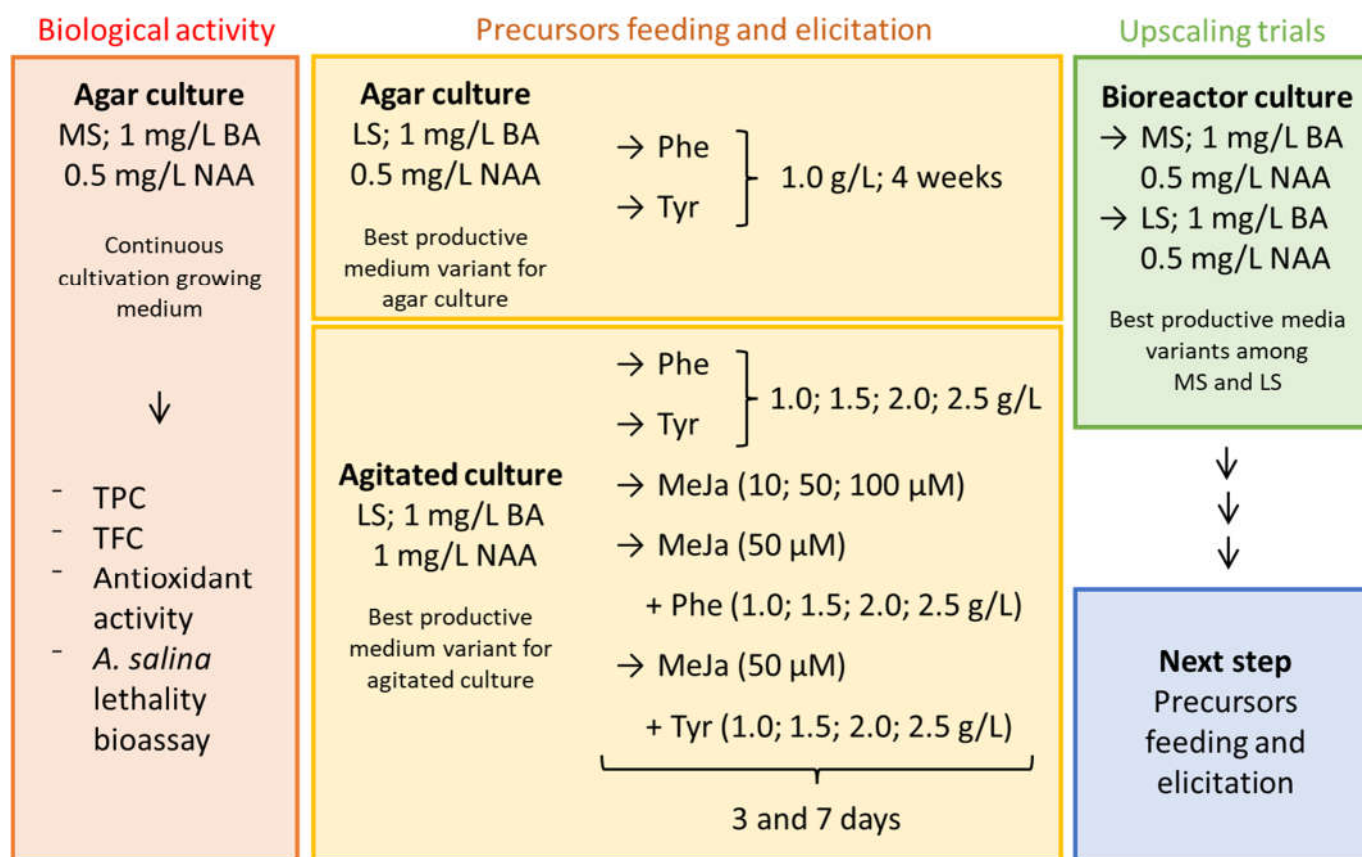 Biological activity
Agar culture
MS; 1 mg/L BA
0.5 mg/L NAA
Continuous
cultivation growing
medium
↓
- TPC
- TFC
- Antioxidant
activity
- A. salina
lethality
bioassay
Precursors feeding and elicitation
Agar culture
LS; 1 mg/L BA
0.5 mg/L NAA
Best productive
medium variant for
agar culture
→ Phe
→ Tyr
1.0 g/L; 4 weeks
Agitated culture
LS; 1 mg/L BA
1 mg/L NAA
Best productive
medium variant for
agitated culture
→ Phe
→ Tyr
1.0; 1.5; 2.0; 2.5 g/L
→ MeJa (10; 50; 100 µM)
→ MeJa (50 µM)
+ Phe (1.0; 1.5; 2.0; 2.5 g/L)
→ MeJa (50 µM)
+ Tyr (1.0; 1.5; 2.0; 2.5 g/L)
3 and 7 days
Upscaling trials
Bioreactor culture
→ MS; 1 mg/L BA
0.5 mg/L NAA
→ LS; 1 mg/L BA
0.5 mg/L NAA
Best productive media
variants among
MS and LS
↓
↓
↓
Next step
Precursors
feeding and
elicitation